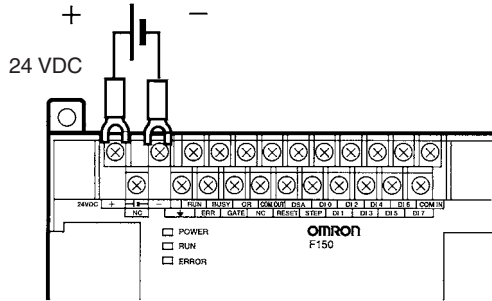 + −
24 VDC
24VDC + − RUN BUSY OR COM OUT DSA DI 0 DI 2 DI 4 DI 6 COM IN
NC ERR GATE NC RESET STEP DI 1 DI 3 DI 5 DI 7
POWER
RUN
ERROR
OMRON
F150